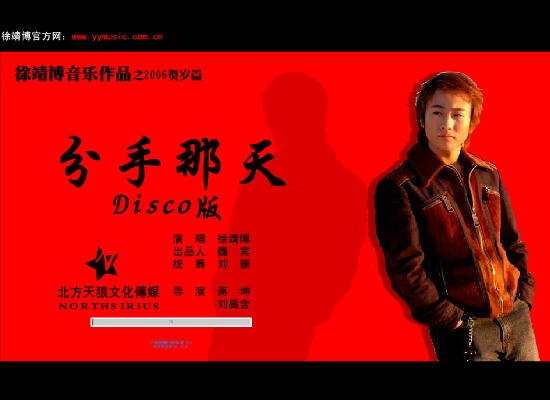 徐靖博官方网：www.yymusic.com.cn
徐靖博音乐作品之2006贺岁篇
分手那天
Disco版
演 唱 徐靖博
出品人 魏 宾
统 筹 刘 颖
北方天狼文化傳媒
NORTHSIRIUS
导 演 蒋 坤
刘曷含